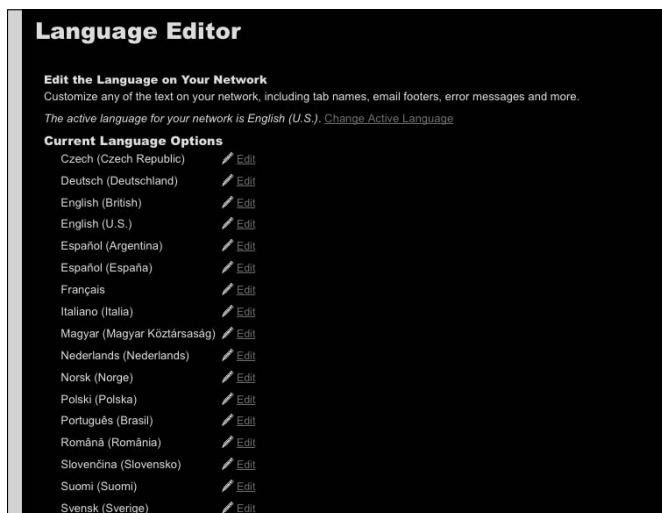 Language Editor
Edit the Language on Your Network
Customize any of the text on your network, including tab names, email footers, error messages and more.
The active language for your network is English (U.S.). Change Active Language
Current Language Options
Czech (Czech Republic) Edit
Deutsch (Deutschland) Edit
English (British) Edit
English (U.S.) Edit
Español (Argentina) Edit
Español (España) Edit
Français Edit
Italiano (Italia) Edit
Magyar (Magyar Köztársaság) Edit
Nederlands (Nederlands) Edit
Norsk (Norge) Edit
Polski (Polska) Edit
Português (Brasil) Edit
Română (România) Edit
Slovenčina (Slovensko) Edit
Suomi (Suomi) Edit
Svensk (Sverige) Edit